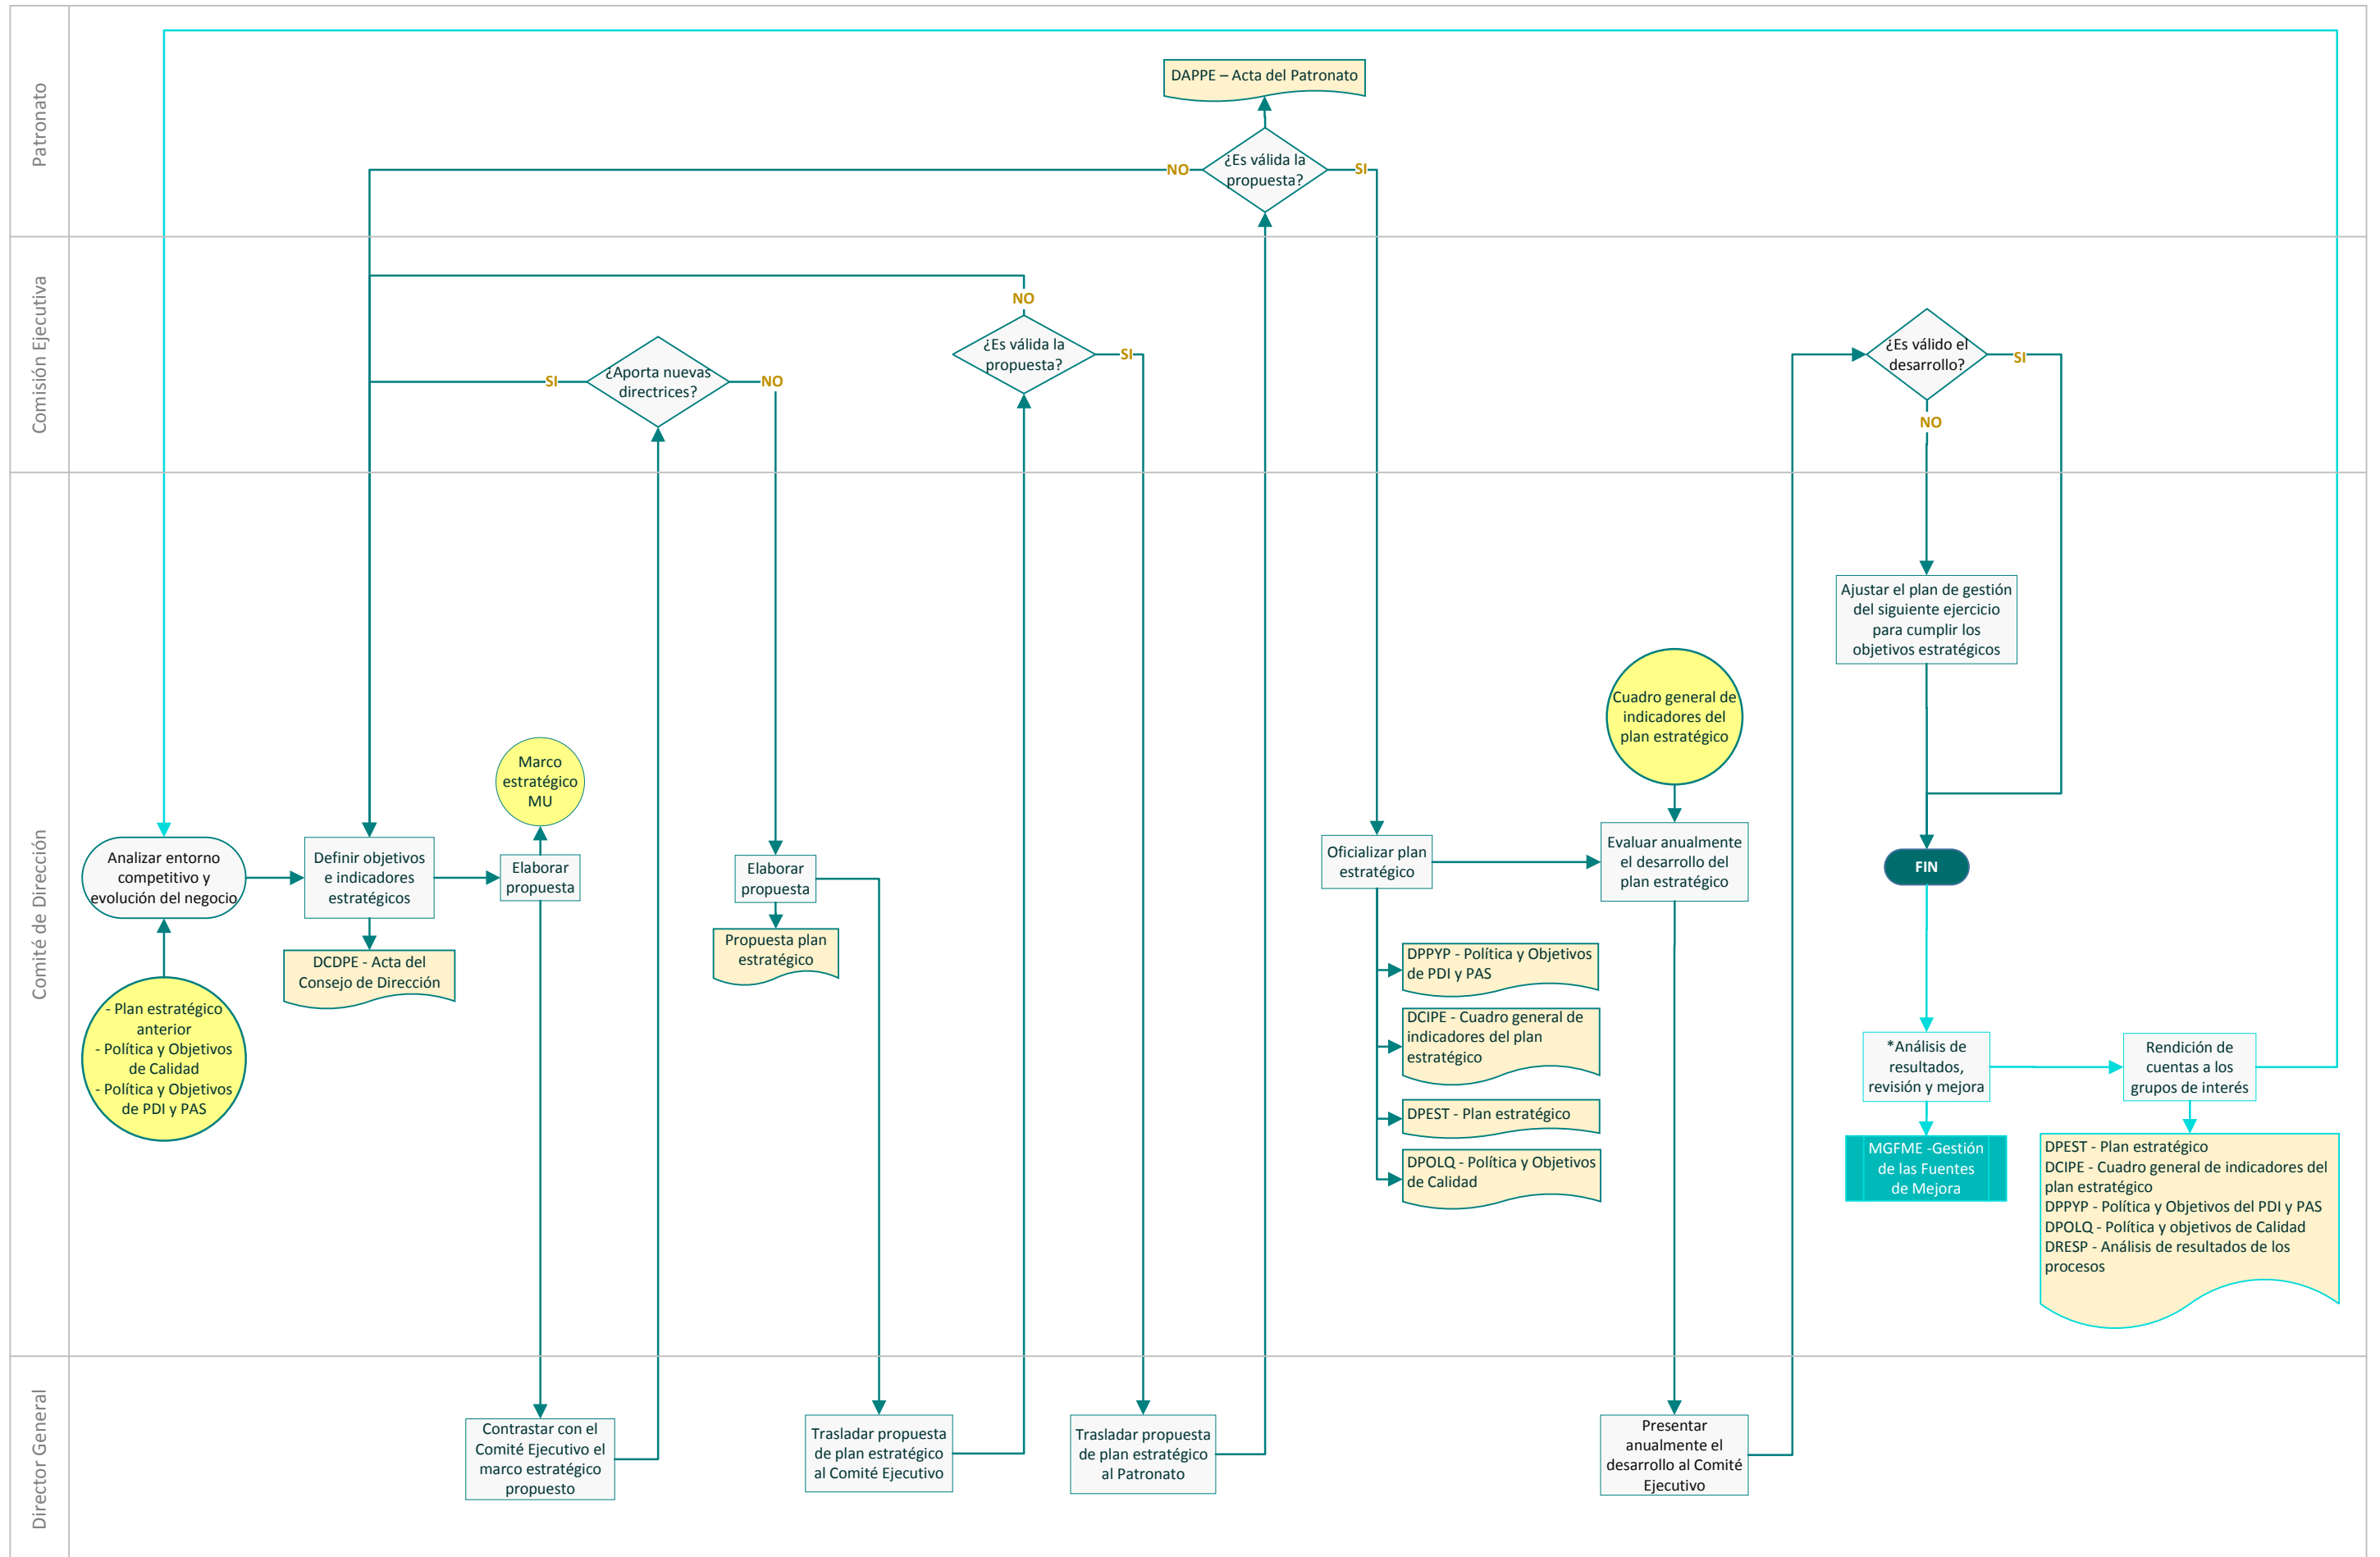 Patronato
DAPPE – Acta del Patronato
¿Es válida la
propuesta?
NO
SI
Comisión Ejecutiva
¿Aporta nuevas
directrices?
SI
NO
¿Es válida la
propuesta?
NO
SI
¿Es válido el
desarrollo?
SI
NO
Comité de Dirección
Analizar entorno
competitivo y
evolución del negocio
- Plan estratégico
anterior
- Política y Objetivos
de Calidad
- Política y Objetivos
de PDI y PAS
Definir objetivos
e indicadores
estratégicos
DCDPE - Acta del
Consejo de Dirección
Marco
estratégico
MU
Elaborar
propuesta
Elaborar
propuesta
Propuesta plan
estratégico
Oficializar plan
estratégico
DPPYP - Política y Objetivos
de PDI y PAS
DCIPE - Cuadro general de
indicadores del plan
estratégico
DPEST - Plan estratégico
DPOLQ - Política y Objetivos
de Calidad
Cuadro general de
indicadores del
plan estratégico
Evaluar anualmente
el desarrollo del
plan estratégico
Ajustar el plan de gestión
del siguiente ejercicio
para cumplir los
objetivos estratégicos
FIN
*Análisis de
resultados,
revisión y mejora
MGFME -Gestión
de las Fuentes
de Mejora
Rendición de
cuentas a los
grupos de interés
DPEST - Plan estratégico
DCIPE - Cuadro general de indicadores del
plan estratégico
DPPYP - Política y Objetivos del PDI y PAS
DPOLQ - Política y objetivos de Calidad
DRESP - Análisis de resultados de los
procesos
Director General
Contrastar con el
Comité Ejecutivo el
marco estratégico
propuesto
Trasladar propuesta
de plan estratégico
al Comité Ejecutivo
Trasladar propuesta
de plan estratégico
al Patronato
Presentar
anualmente el
desarrollo al Comité
Ejecutivo